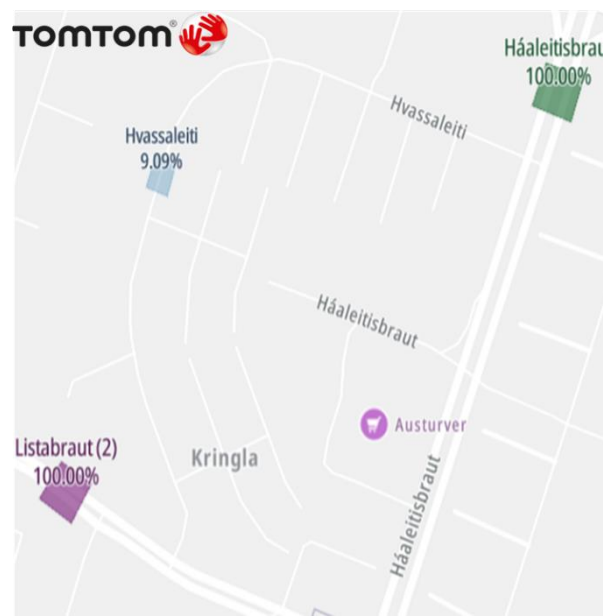 TOMTOM®
Háaleitisbrau
100.00%
Hvassaleiti
Hvassaleiti
9.09%
Háaleitisbraut
Austurver
Listabraut (2)
100.00%
Kringla
Háaleitisbraut